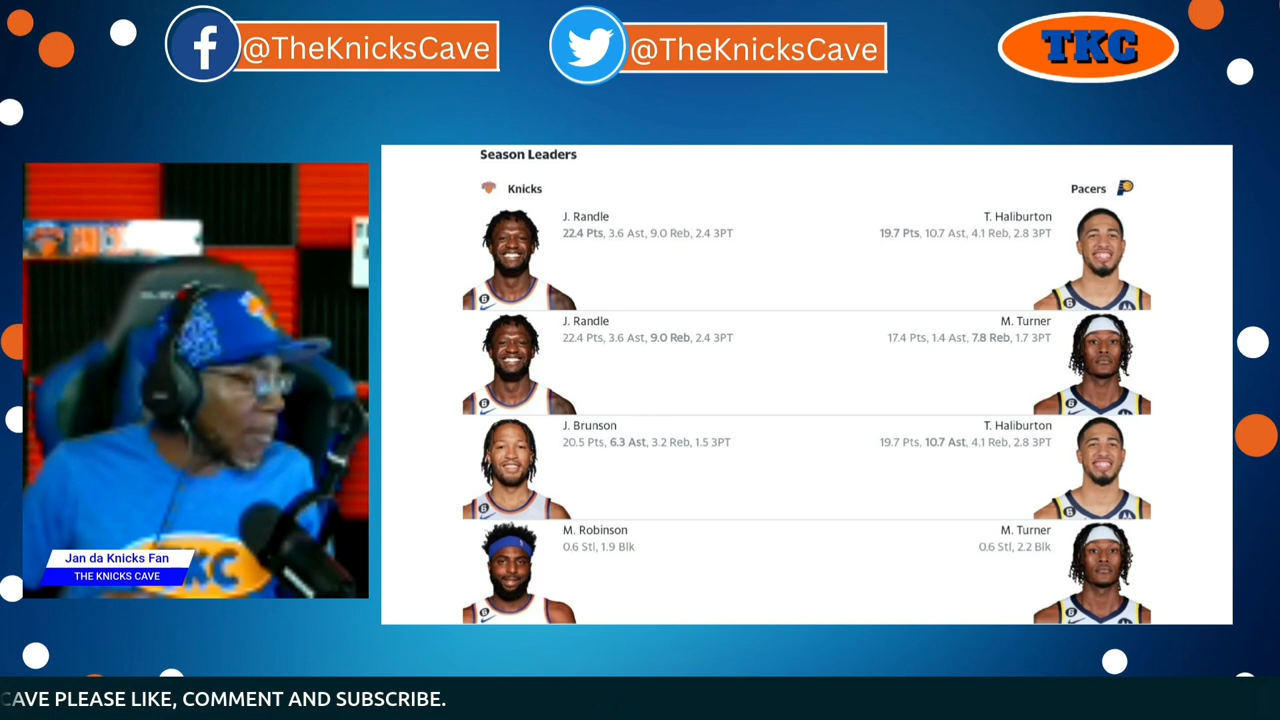 @TheKnicksCave
@TheKnicksCave
TKC
Season Leaders
Knicks
Pacers
J. Randle
22.4 Pts, 3.6 Ast, 9.0 Reb, 2.4 3PT
T. Haliburton
19.7 Pts, 10.7 Ast, 4.1 Reb, 2.8 3PT
J. Randle
22.4 Pts, 3.6 Ast, 9.0 Reb, 2.4 3PT
M. Turner
17.4 Pts, 1.4 Ast, 7.8 Reb, 1.7 3PT
J. Brunson
20.5 Pts, 6.3 Ast, 3.2 Reb, 1.5 3PT
T. Haliburton
19.7 Pts, 10.7 Ast, 4.1 Reb, 2.8 3PT
M. Robinson
0.6 Stl, 1.9 Blk
M. Turner
0.6 Stl, 2.2 Blk
Jan da Knicks Fan
THE KNICKS CAVE
CAVE PLEASE LIKE, COMMENT AND SUBSCRIBE.